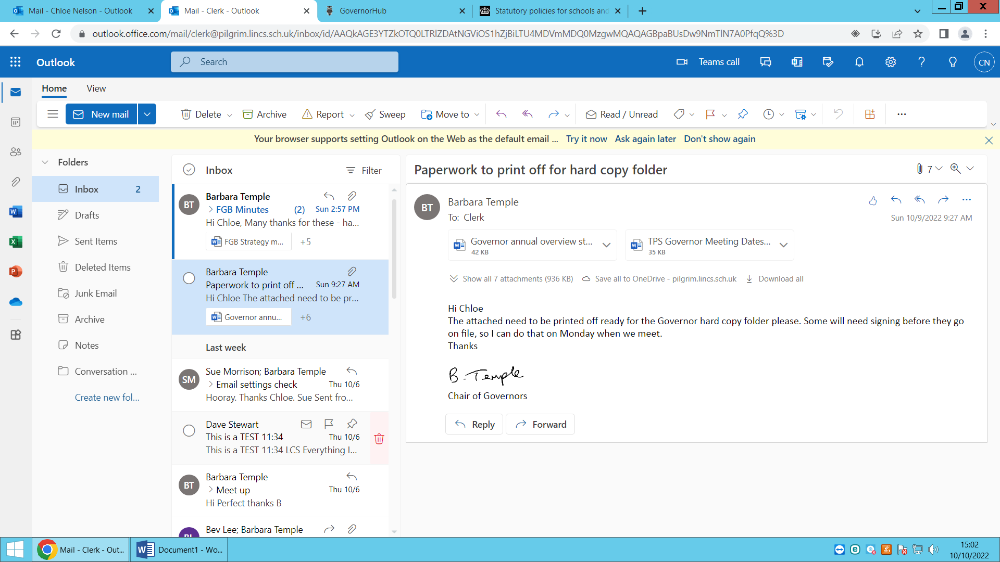 Mail - Chloe Nelson - Outlook
Mail - Clerk - Outlook
GovernorHub
Statutory policies for schools and
outlook.office.com/mail/clerk@pilgrim.lincs.sch.uk/inbox/id/AAQkAGE3YTZkOTQ0LTRlZDAtNGViOS1hZjBiLTU4MDVmMDQ0MzgwMQAQAGBpaBUsDw9NmTlN7A0PfqQ%3D
Outlook
Search
Teams call
CN
Home
View
New mail
Delete
Archive
Report
Sweep
Move to
Read / Unread
Your browser supports setting Outlook on the Web as the default email ... Try it now Ask again later Don't show again
Folders
Inbox 2
Drafts
Sent Items
Deleted Items
Junk Email
Archive
Notes
Conversation ...
Create new fol...
Inbox
Filter
BT
Barbara Temple
FGB Minutes (2) Sun 2:57 PM
Hi Chloe, Many thanks for these - ha...
FGB Strategy m... +5
Barbara Temple
Paperwork to print off ... Sun 9:27 AM
Hi Chloe The attached need to be pr...
Governor annu... +6
Last week
SM
Sue Morrison; Barbara Temple
Email settings check Thu 10/6
Hooray. Thanks Chloe. Sue Sent fro...
Dave Stewart
This is a TEST 11:34 Thu 10/6
This is a TEST 11:34 LCS Everything I...
BT
Barbara Temple
Meet up Thu 10/6
Hi Perfect thanks B
Bev Lee; Barbara Temple
Paperwork to print off for hard copy folder
7
BT
Barbara Temple
To: Clerk
Sun 10/9/2022 9:27 AM
Governor annual overview st...
42 KB
TPS Governor Meeting Dates...
35 KB
Show all 7 attachments (936 KB) Save all to OneDrive - pilgrim.lincs.sch.uk Download all
Hi Chloe
The attached need to be printed off ready for the Governor hard copy folder please. Some will need signing before they go
on file, so I can do that on Monday when we meet.
Thanks
B. Temple
Chair of Governors
Reply
Forward
Mail - Clerk - Out...
Document1 - Wo...
15:02
10/10/2022